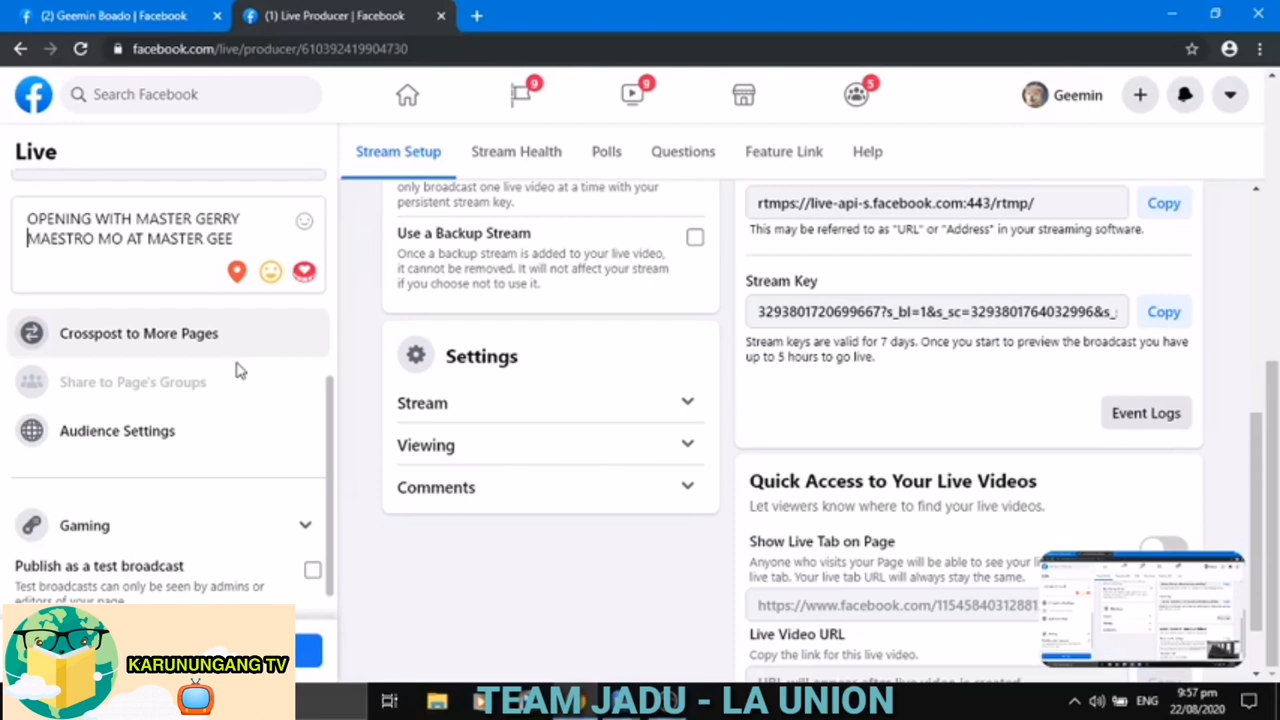 (2) Geemin Boado | Facebook
(1) Live Producer | Facebook
facebook.com/live/producer/610392419904730
Search Facebook
9
9
5
Geemin
Live
Stream Setup
Stream Health
Polls
Questions
Feature Link
Help
OPENING WITH MASTER GERRY
MAESTRO MO AT MASTER GEE
Crosspost to More Pages
Share to Page's Groups
Audience Settings
Gaming
Publish as a test broadcast
Test broadcasts can only be seen by admins or
editors of your page.
only broadcast one live video at a time with your
persistent stream key.
Use a Backup Stream
Once a backup stream is added to your live video,
it cannot be removed. It will not affect your stream
if you choose not to use it.
Settings
Stream
Viewing
Comments
rtmps://live-api-s.facebook.com:443/rtmp/
Copy
This may be referred to as "URL" or "Address" in your streaming software.
Stream Key
3293801720699667?s_bl=1&s_sc=3293801764032996&s_
Copy
Stream keys are valid for 7 days. Once you start to preview the broadcast you have
up to 5 hours to go live.
Event Logs
Quick Access to Your Live Videos
Let viewers know where to find your live videos.
Show Live Tab on Page
Anyone who visits your Page will be able to see your
live tab. Your live tab URL will always stay the same.
https://www.facebook.com/11545840312881
Live Video URL
Copy the link for this live video.
KARUNUNGANG TV
TEAM JADU - LA UNION
ENG
9:57 pm
22/08/2020